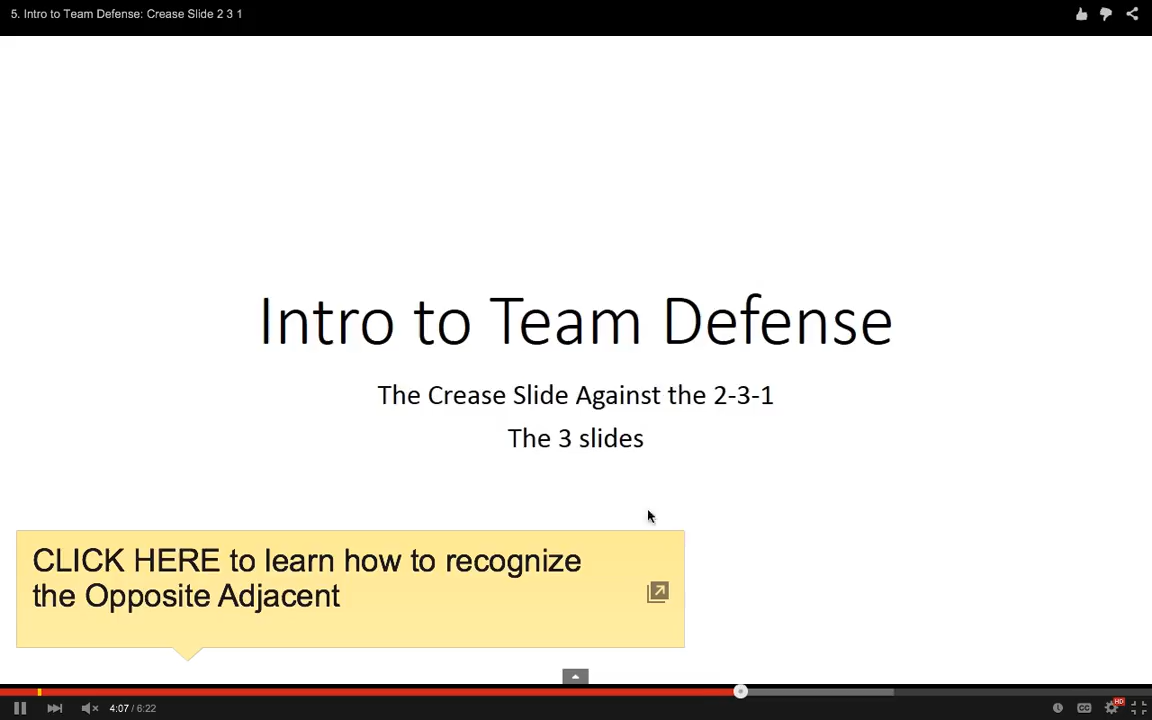 5. Intro to Team Defense: Crease Slide 2 3 1
Intro to Team Defense
The Crease Slide Against the 2-3-1
The 3 slides
CLICK HERE to learn how to recognize
the Opposite Adjacent
4:07 / 6:22
CC
HD